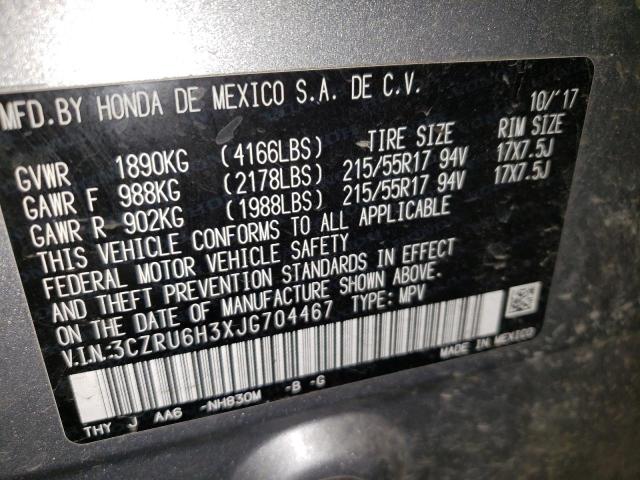 MFD.BY HONDA DE MEXICO S.A. DE C.V. 10/'17
TIRE SIZE RIM SIZE
GVWR 1890KG (4166LBS)
GAWR F 988KG (2178LBS) 215/55R17 94V 17X7.5J
GAWR R 902KG (1988LBS) 215/55R17 94V 17X7.5J
THIS VEHICLE CONFORMS TO ALL APPLICABLE
FEDERAL MOTOR VEHICLE SAFETY
AND THEFT PREVENTION STANDARDS IN EFFECT
ON THE DATE OF MANUFACTURE SHOWN ABOVE.
V.I.N:3CZRU6H3XJG704467 TYPE: MPV
MADE IN MEXICO
THY J AA6 -NH830M -B -G